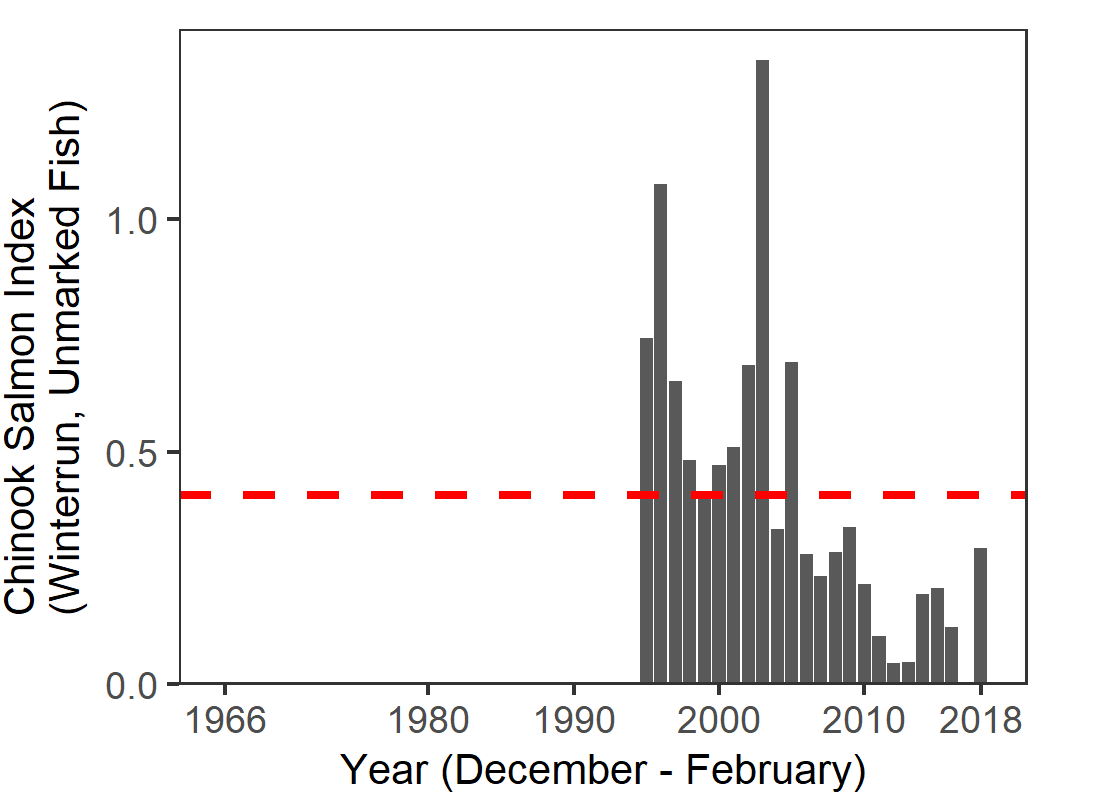 Chinook Salmon Index
(Winterrun, Unmarked Fish)
1.0
0.5
0.0
1966 1980 1990 2000 2010 2018
Year (December - February)